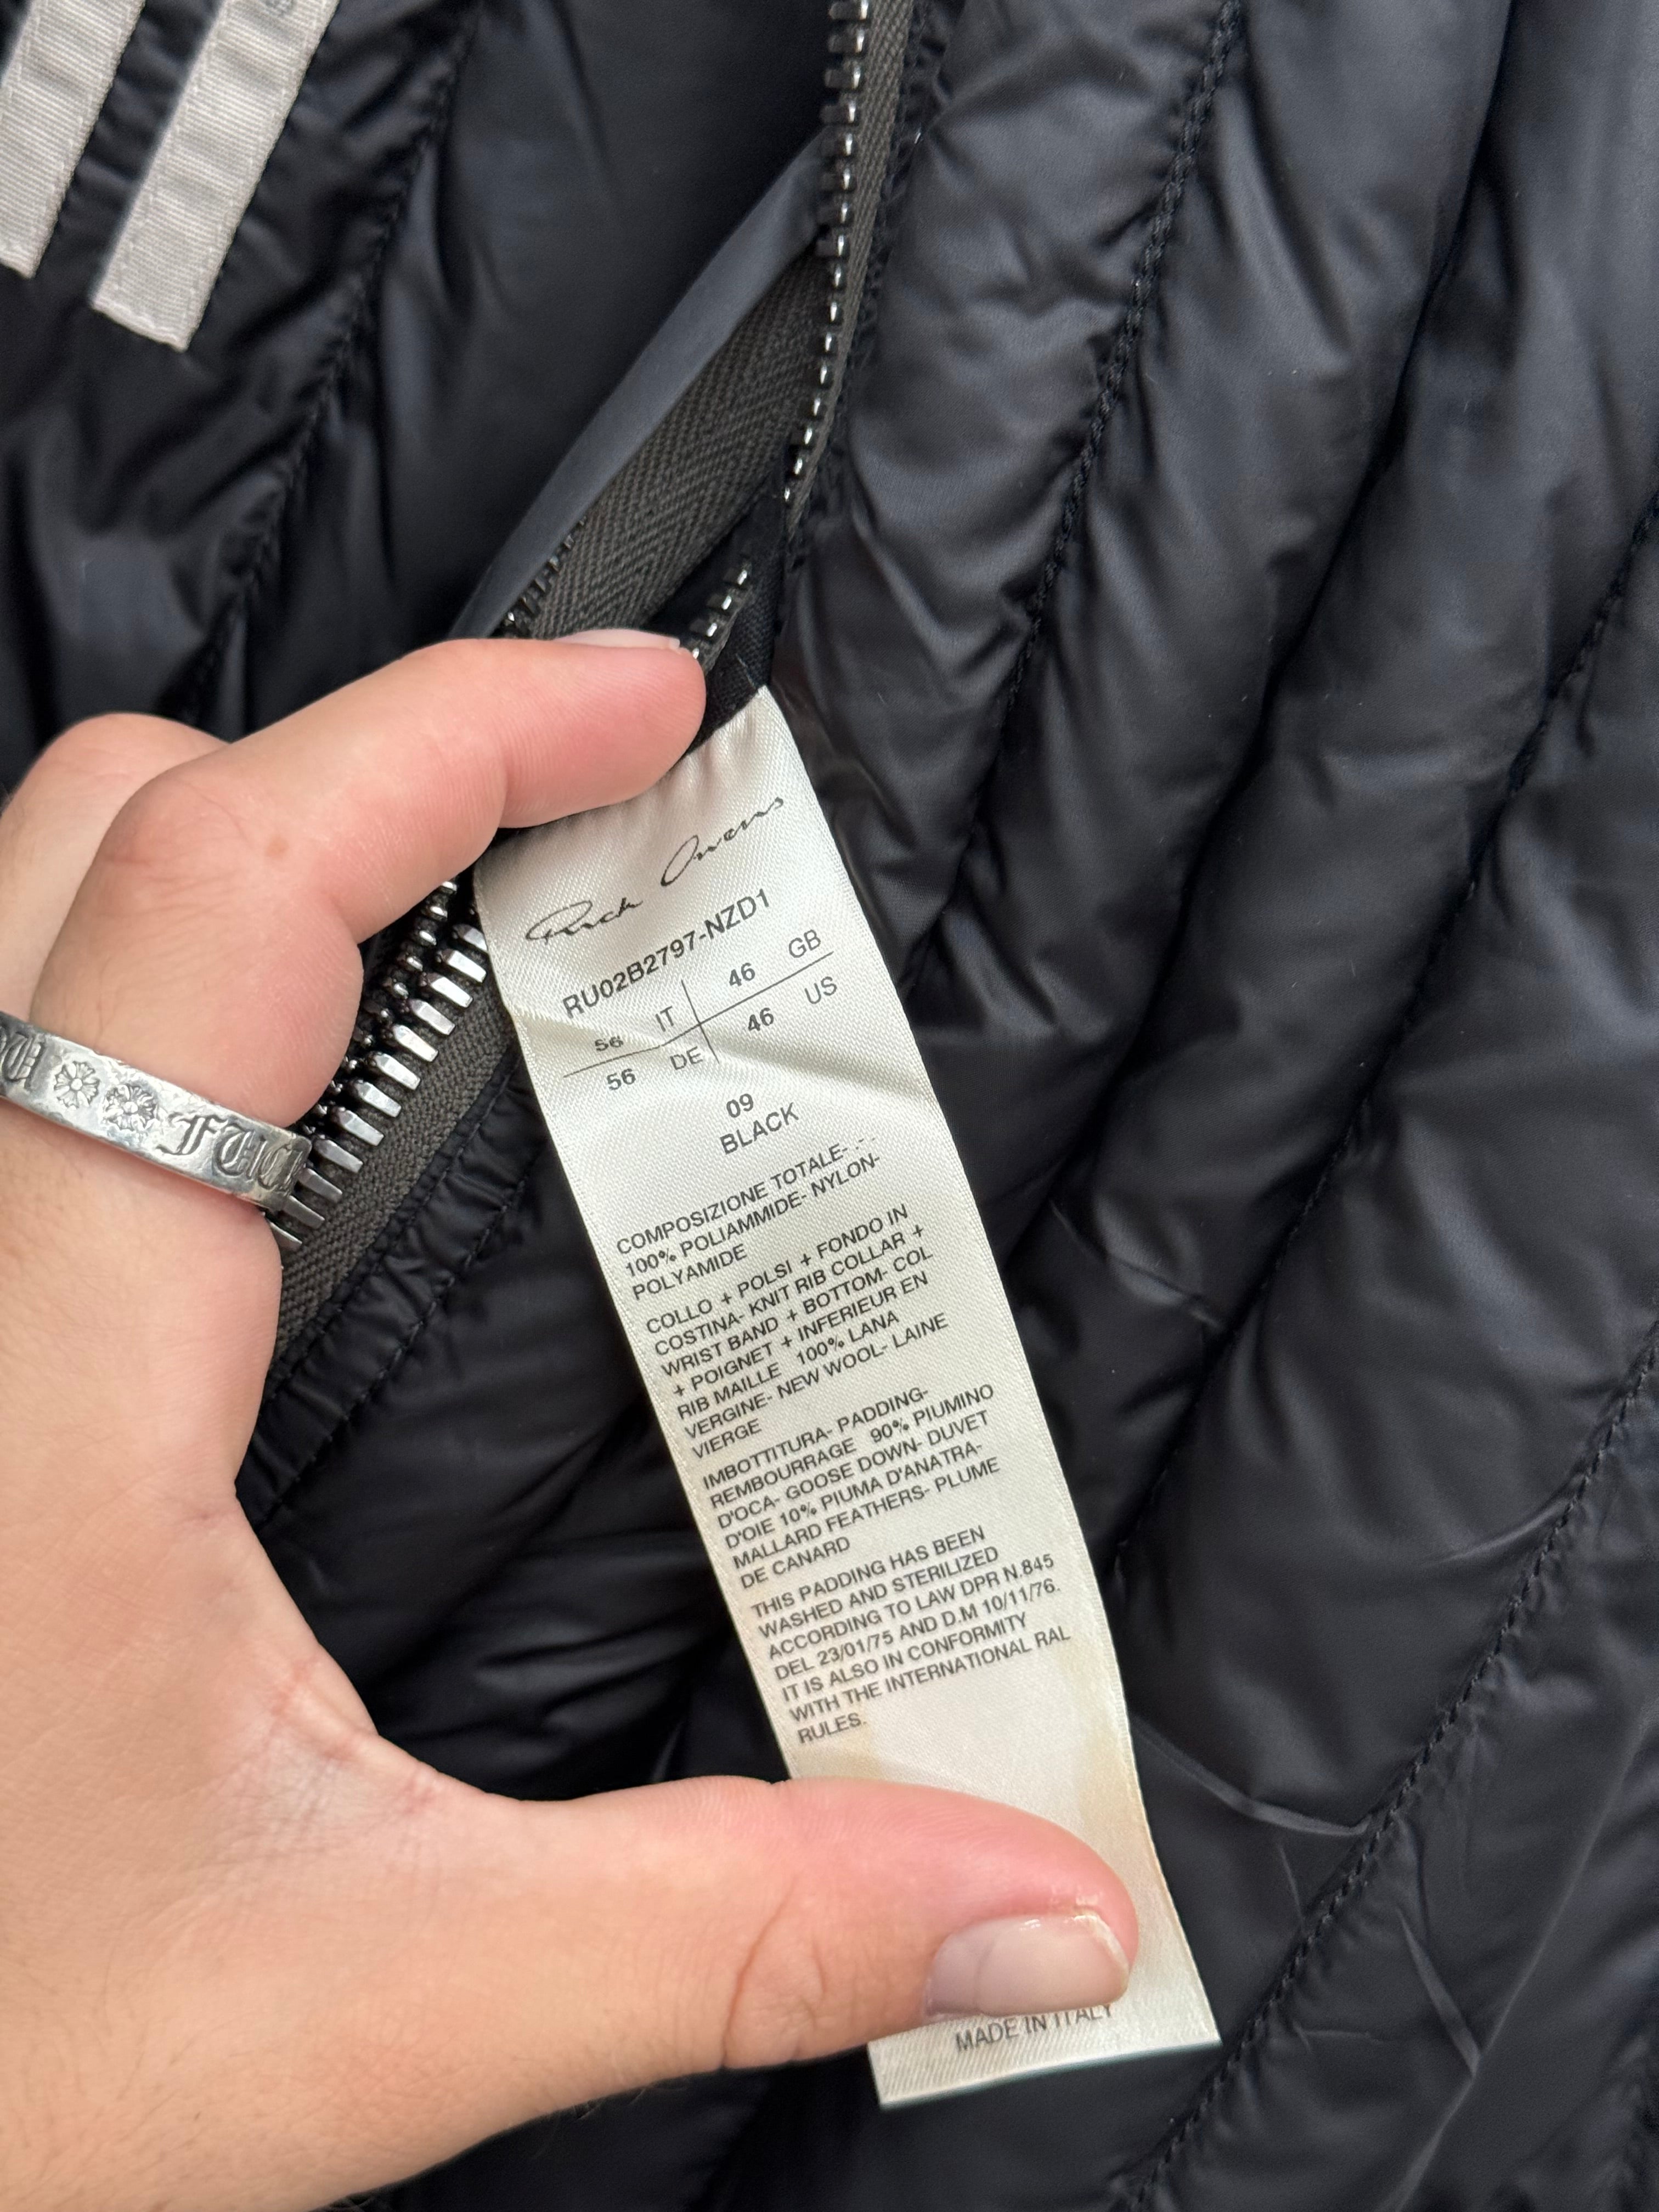 Rick Owens
RU02B2797-NZD1
56 IT 46 GB
56 DE 46 US
09
BLACK
COMPOSIZIONE TOTALE- .- -
100% POLIAMMIDE- NYLON-
POLYAMIDE
COLLO + POLSI + FONDO IN
COSTINA- KNIT RIB COLLAR +
WRIST BAND + BOTTOM- COL
+ POIGNET + INFERIEUR EN
RIB MAILLE 100% LANA
VERGINE- NEW WOOL- LAINE
VIERGE
IMBOTTITURA- PADDING-
REMBOURRAGE 90% PIUMINO
D'OCA- GOOSE DOWN- DUVET
D'OIE 10% PIUMA D'ANATRA-
MALLARD FEATHERS- PLUME
DE CANARD
THIS PADDING HAS BEEN
WASHED AND STERILIZED
ACCORDING TO LAW DPR N.845
DEL 23/01/75 AND D.M 10/11/76.
IT IS ALSO IN CONFORMITY
WITH THE INTERNATIONAL RAL
RULES.
MADE IN ITALY
FUC